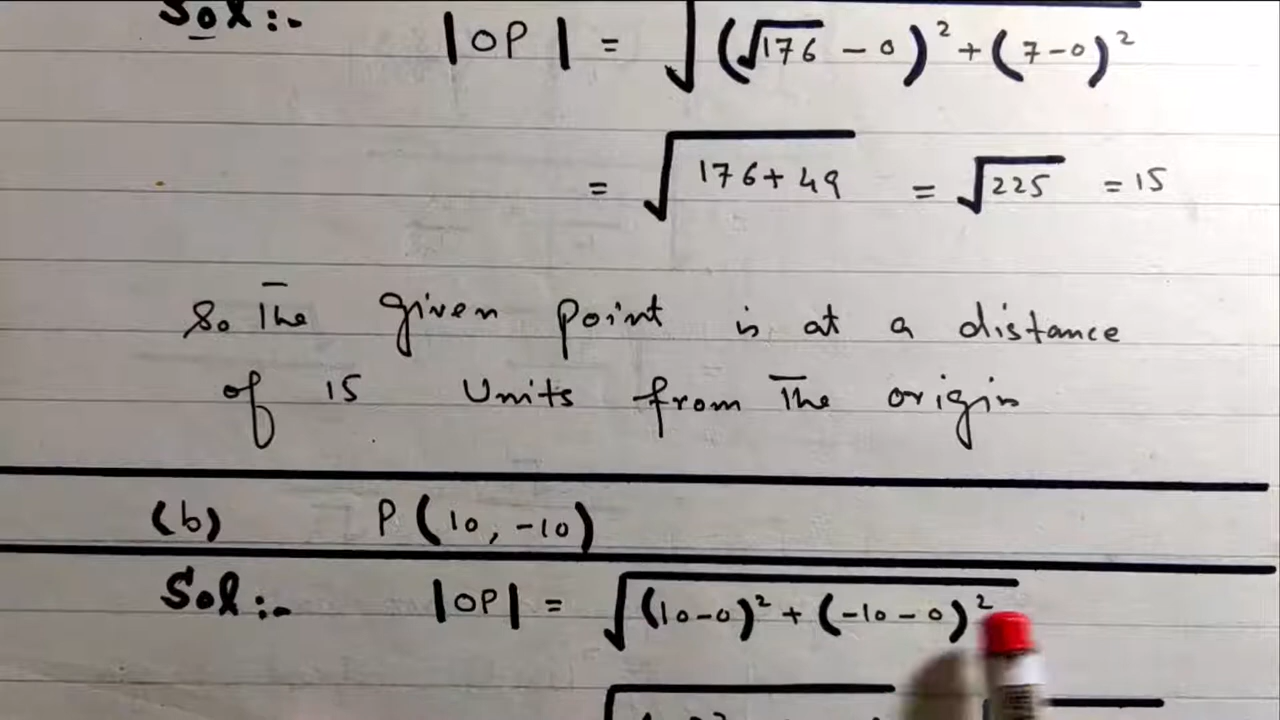 Sol:-
|OP| = √(√176 - 0)² + (7-0)²
= √176+49 = √225 = 15
So The given point is at a distance
of 15 Units from The origin
(b) P(10, -10)
Sol:- |OP| = √(10-0)² + (-10-0)²